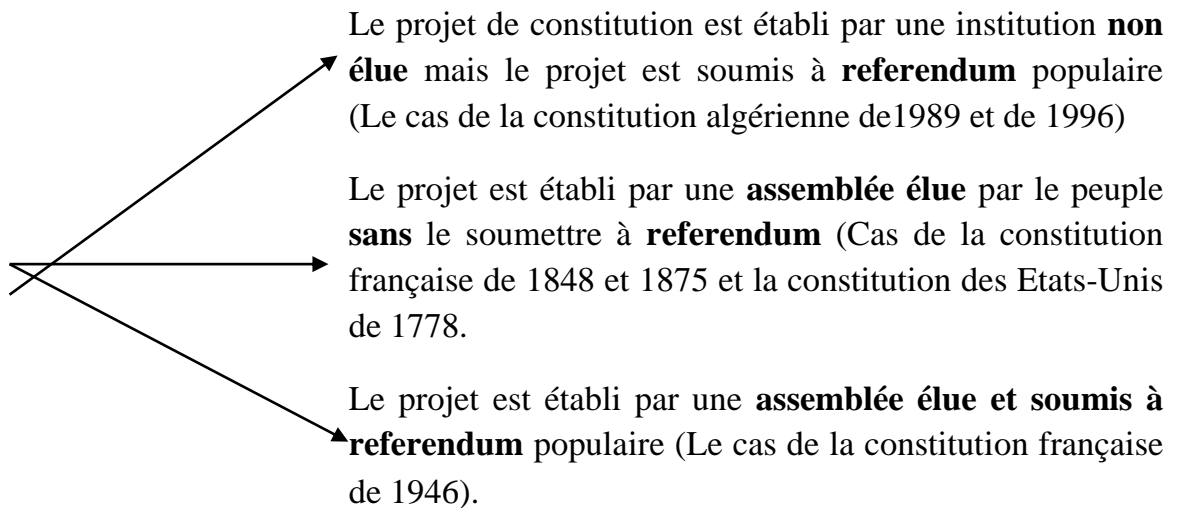 Le projet de constitution est établi par une institution non
élue mais le projet est soumis à referendum populaire
(Le cas de la constitution algérienne de1989 et de 1996)
Le projet est établi par une assemblée élue par le peuple
sans le soumettre à referendum (Cas de la constitution
française de 1848 et 1875 et la constitution des Etats-Unis
de 1778.
Le projet est établi par une assemblée élue et soumis à
referendum populaire (Le cas de la constitution française
de 1946).